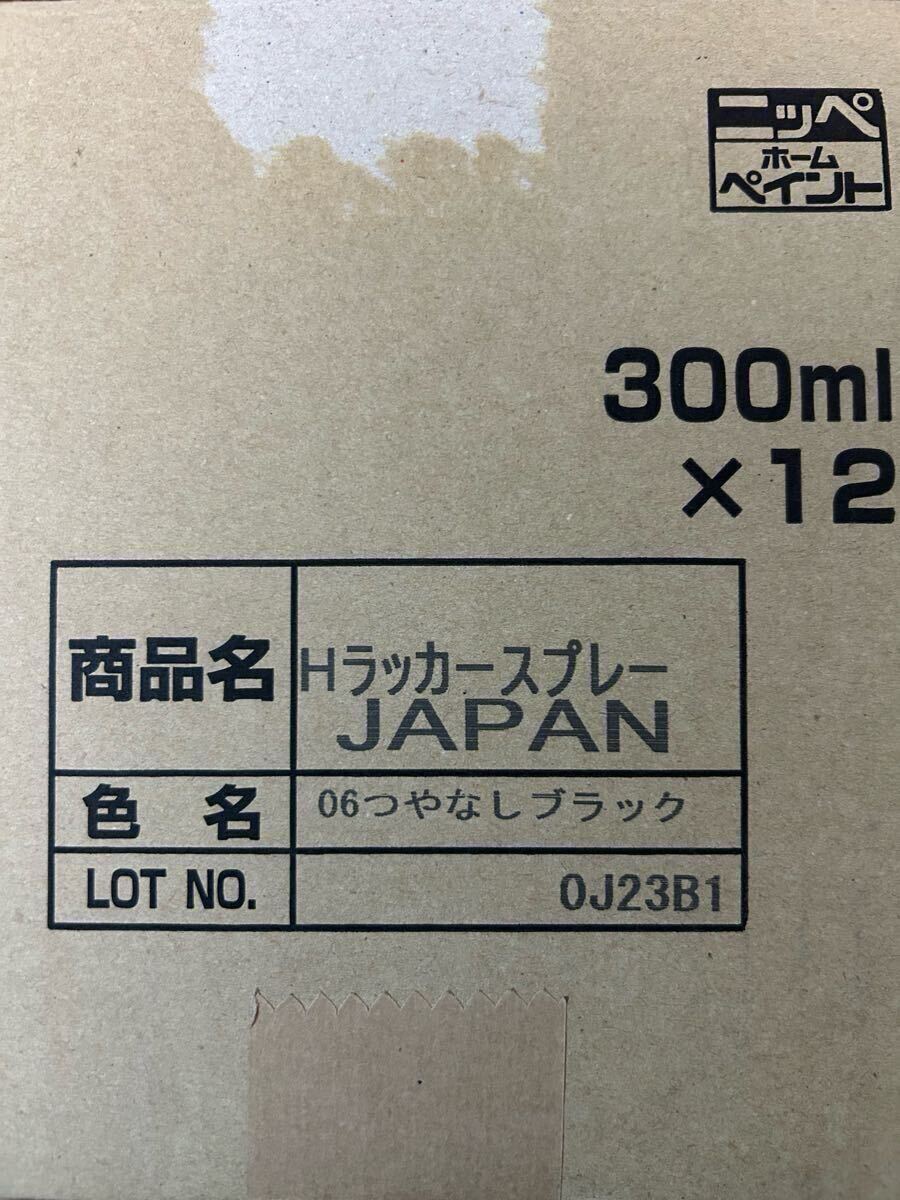 ニッペ
ホーム
ペイント
300ml
×12
商品名
Hラッカースプレー
JAPAN
色 名
06つやなしブラック
LOT NO.
0J23B1